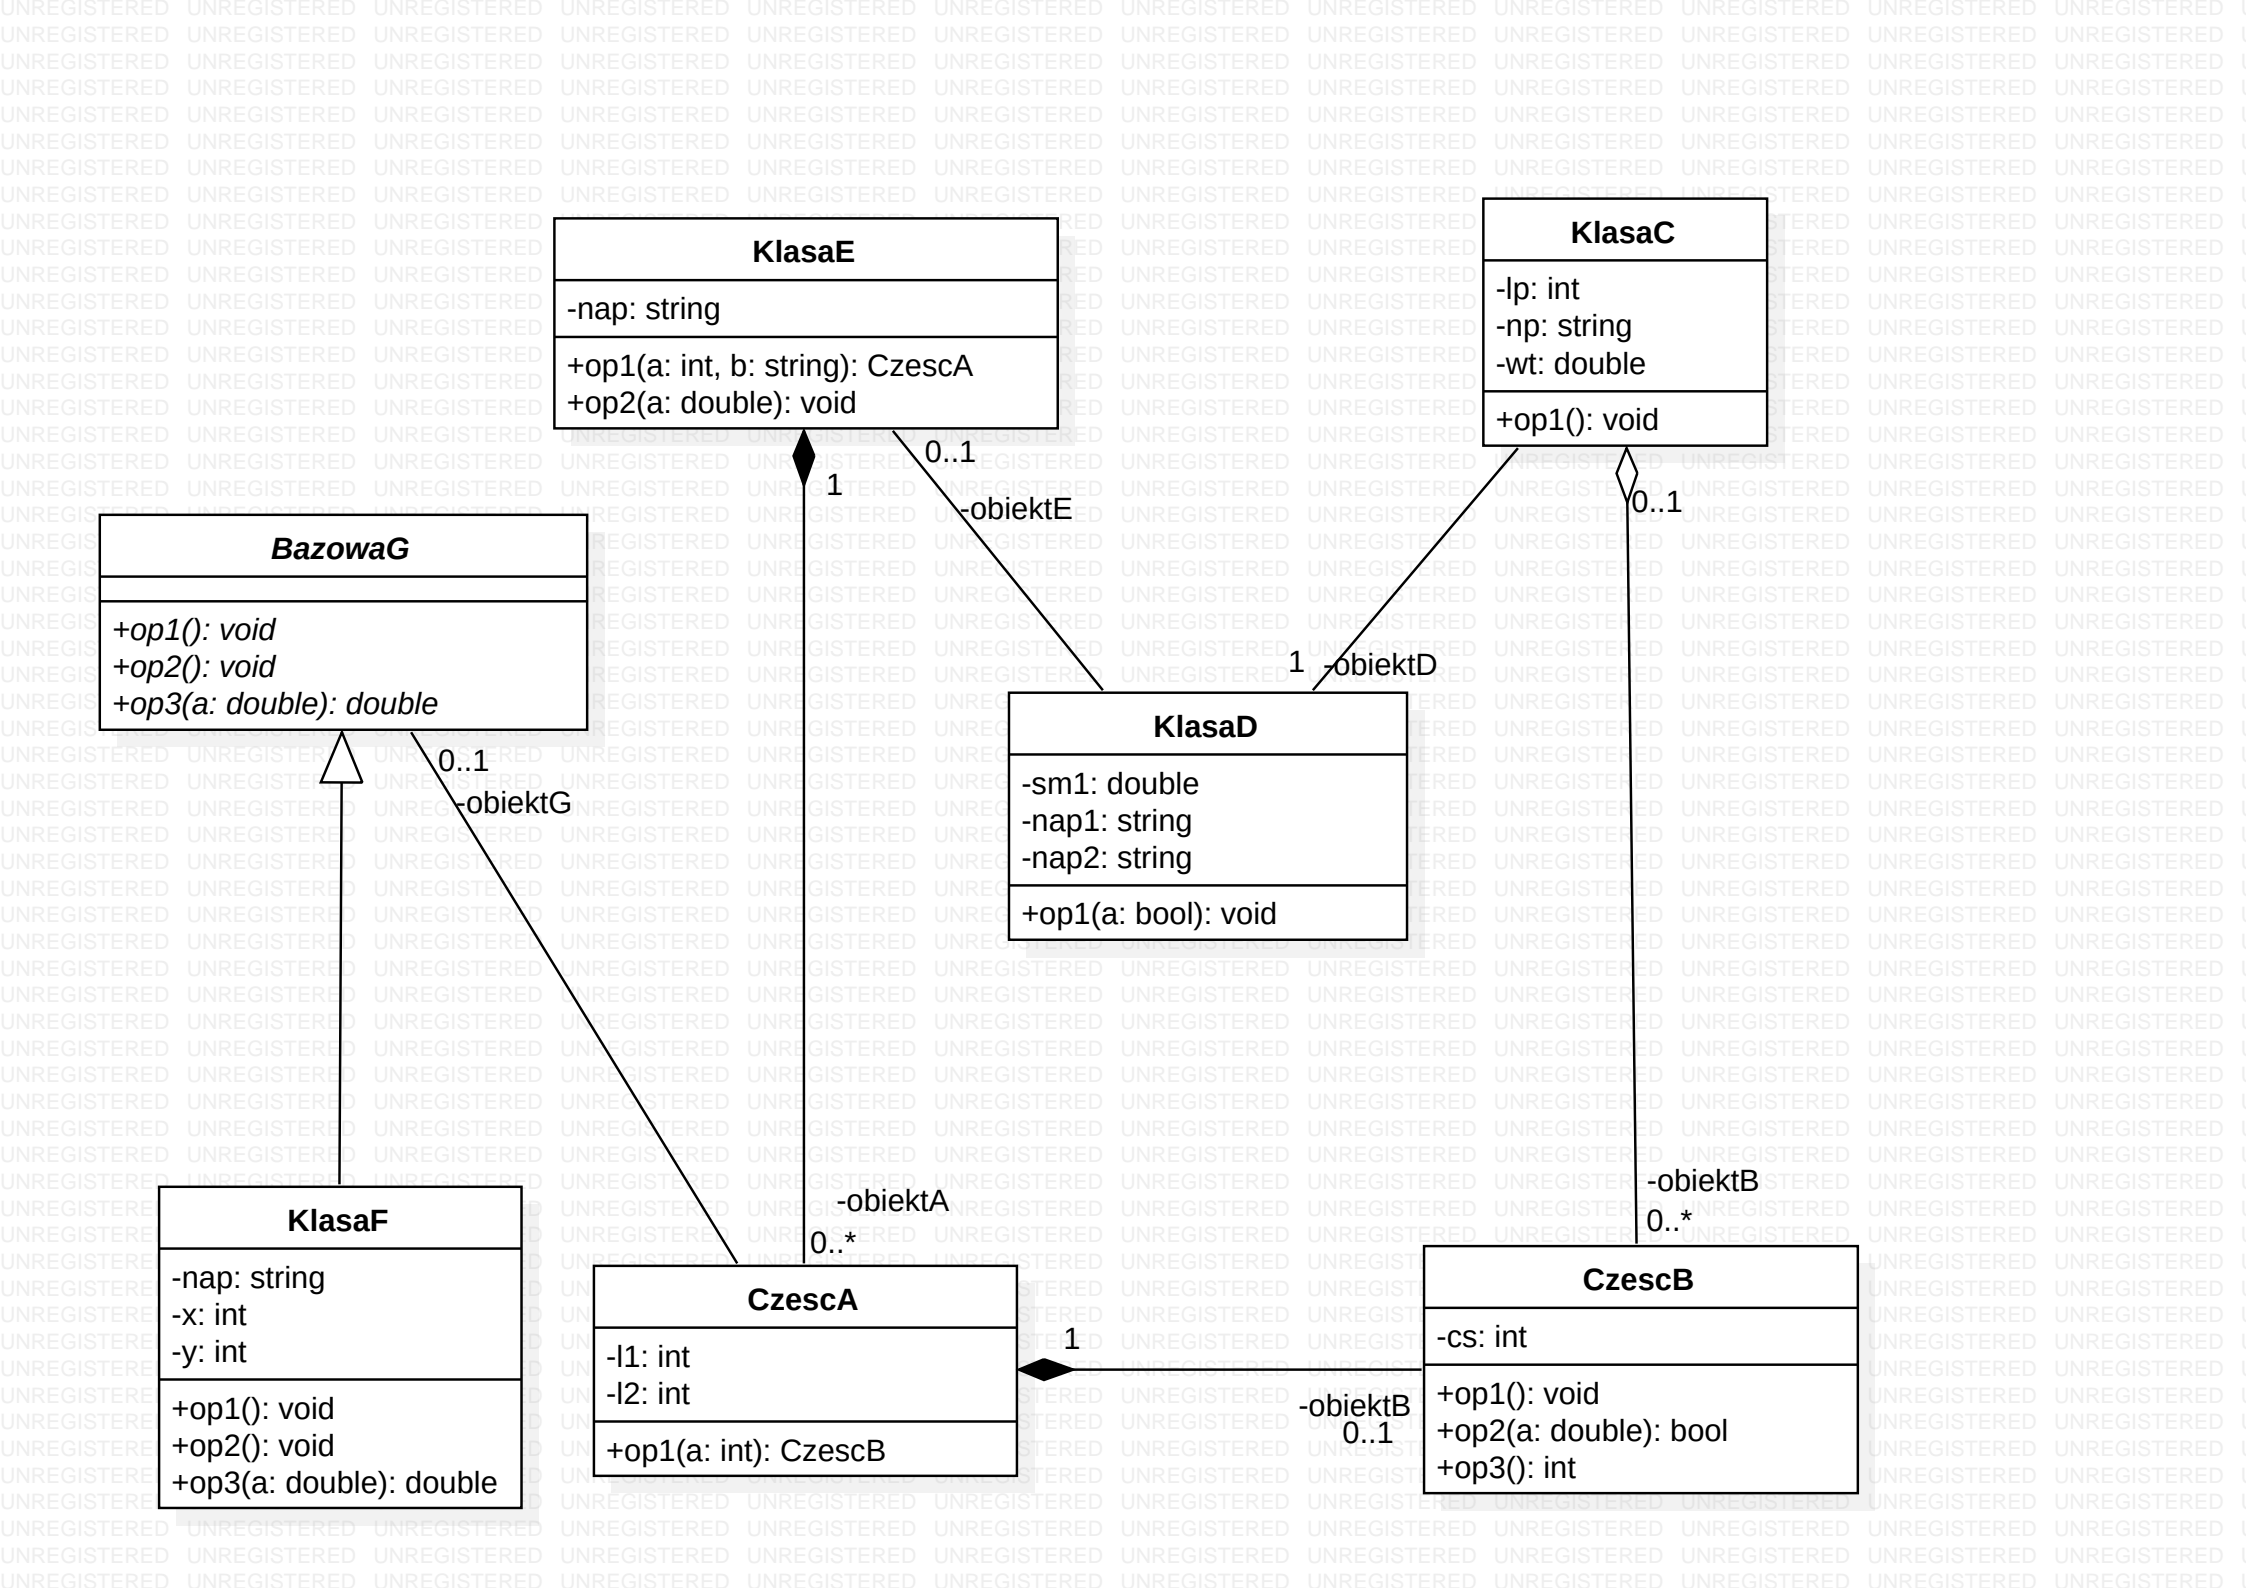 KlasaE
-nap: string
+op1(a: int, b: string): CzescA
+op2(a: double): void
KlasaC
-lp: int
-np: string
-wt: double
+op1(): void
0..1
1
-obiektE
0..1
BazowaG
+op1(): void
+op2(): void
+op3(a: double): double
0..1
-obiektG
1
-obiektD
KlasaD
-sm1: double
-nap1: string
-nap2: string
+op1(a: bool): void
-obiektA
0..*
-obiektB
0..*
KlasaF
-nap: string
-x: int
-y: int
+op1(): void
+op2(): void
+op3(a: double): double
CzescA
-l1: int
-l2: int
+op1(a: int): CzescB
1
-obiektB
0..1
CzescB
-cs: int
+op1(): void
+op2(a: double): bool
+op3(): int
UNREGISTERED